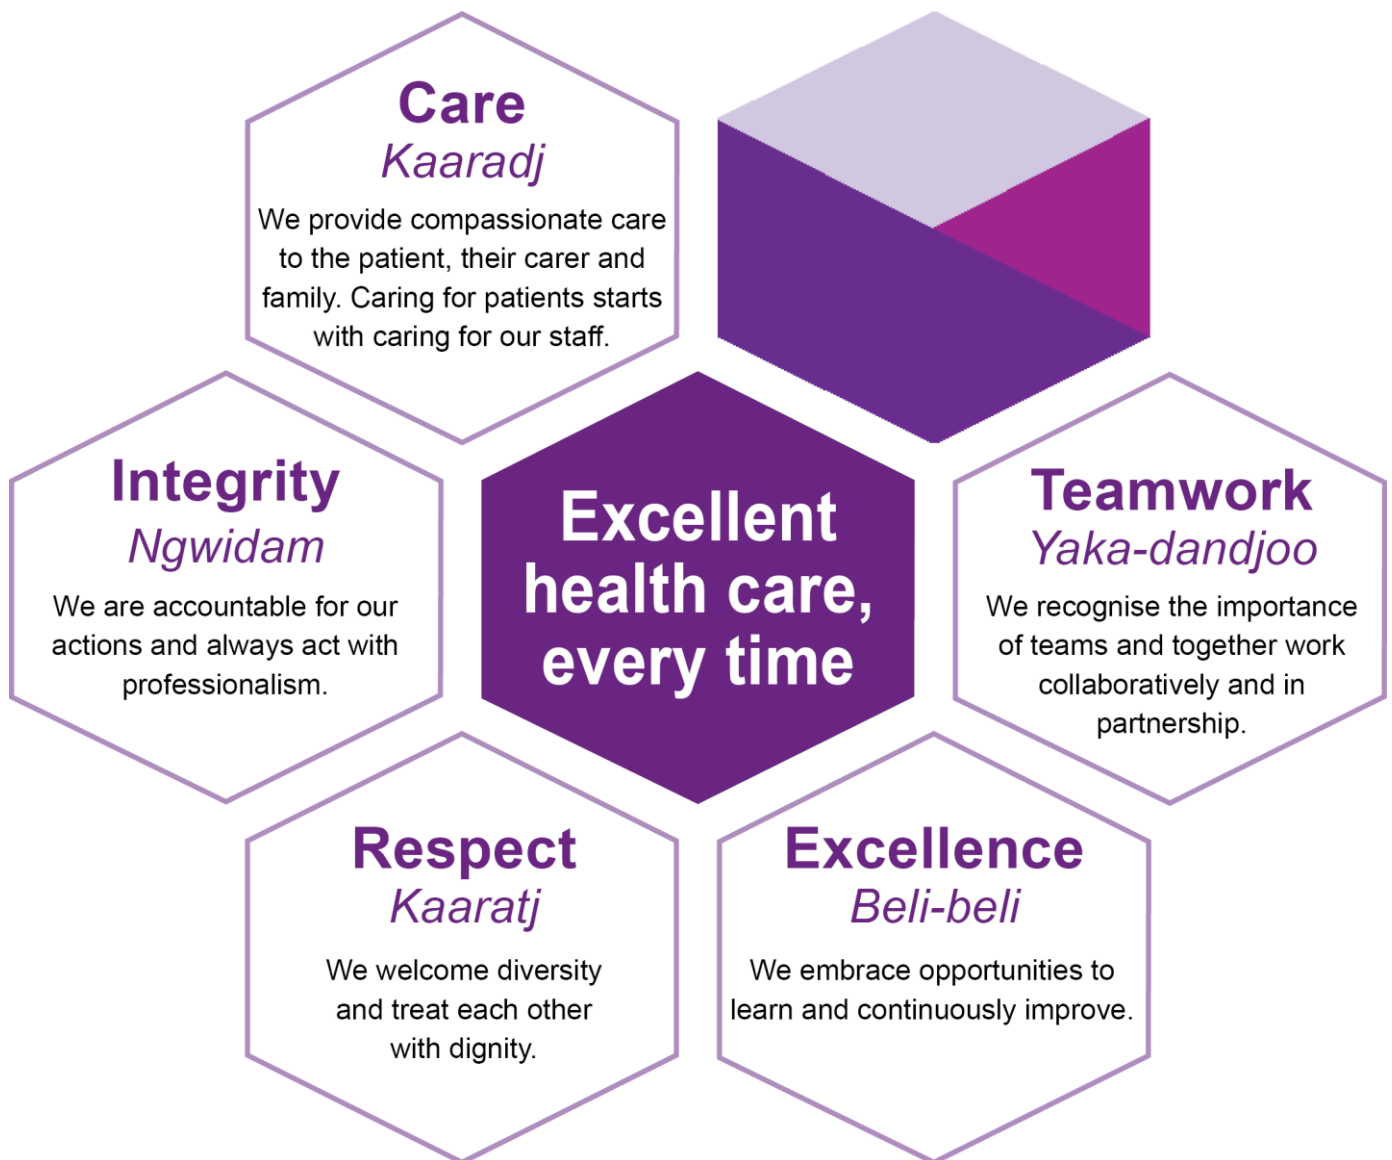 Care
Kaaradj
We provide compassionate care
to the patient, their carer and
family. Caring for patients starts
with caring for our staff.
Integrity
Ngwidam
We are accountable for our
actions and always act with
professionalism.
Excellent
health care,
every time
Teamwork
Yaka-dandjoo
We recognise the importance
of teams and together work
collaboratively and in
partnership.
Respect
Kaaratj
We welcome diversity
and treat each other
with dignity.
Excellence
Beli-beli
We embrace opportunities to
learn and continuously improve.